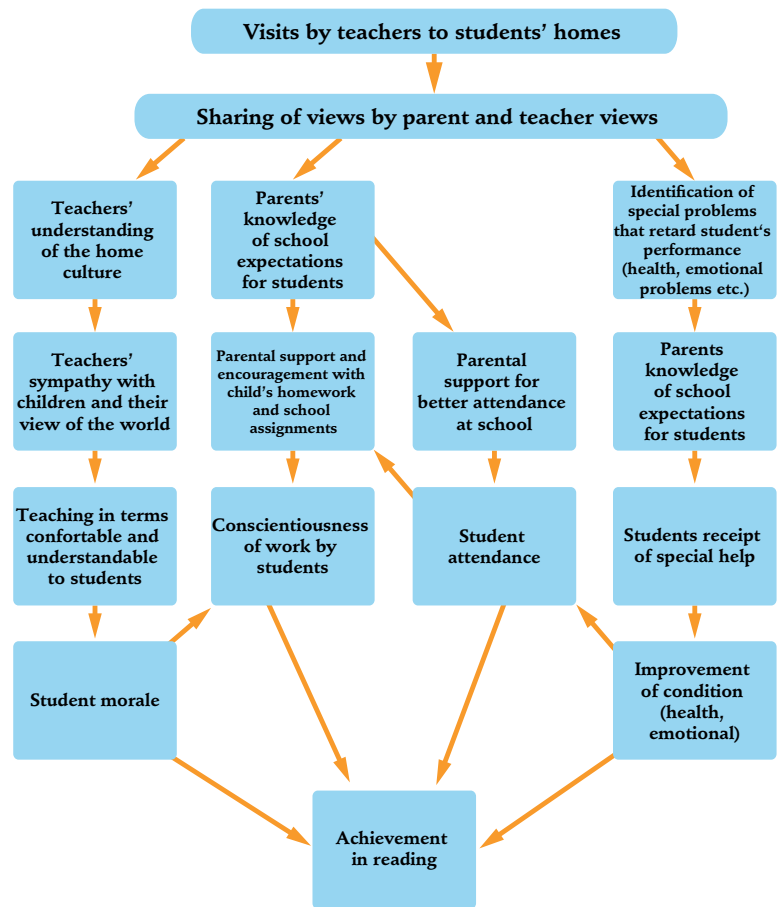 Visits by teachers to students’ homes
Sharing of views by parent and teacher views
Teachers’
understanding
of the home
culture
Parents’
knowledge
of school
expectations
for students
Identification of
special problems
that retard student‘s
performance
(health, emotional
problems etc.)
Teachers’
sympathy with
children and their
view of the world
Parental support and
encouragement with
child’s homework
and school
assignments
Parental
support for
better attendance
at school
Parents
knowledge
of school
expectations
for students
Teaching in terms
confortable and
understandable
to students
Conscientiousness
of work by
students
Student
attendance
Students receipt
of special help
Student morale
Improvement
of condition
(health,
emotional)
Achievement
in reading